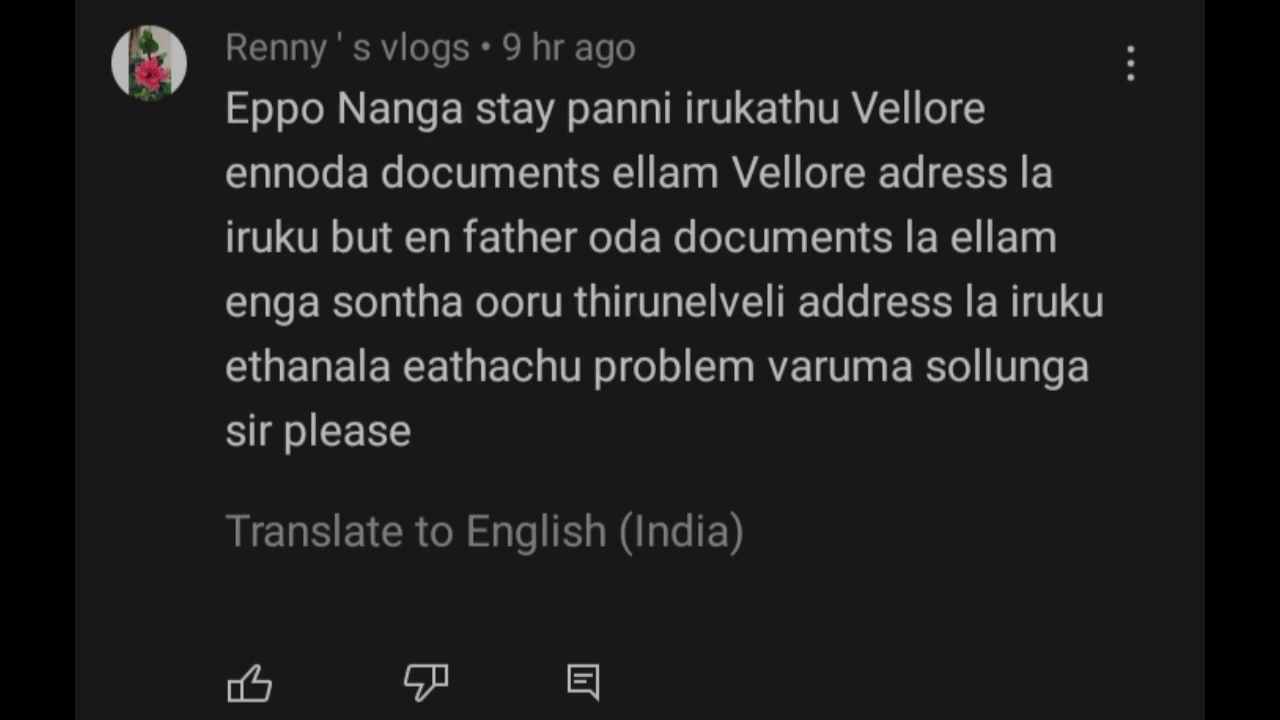 Renny ' s vlogs • 9 hr ago
Eppo Nanga stay panni irukathu Vellore
ennoda documents ellam Vellore adress la
iruku but en father oda documents la ellam
enga sontha ooru thirunelveli address la iruku
ethanala eathachu problem varuma sollunga
sir please
Translate to English (India)